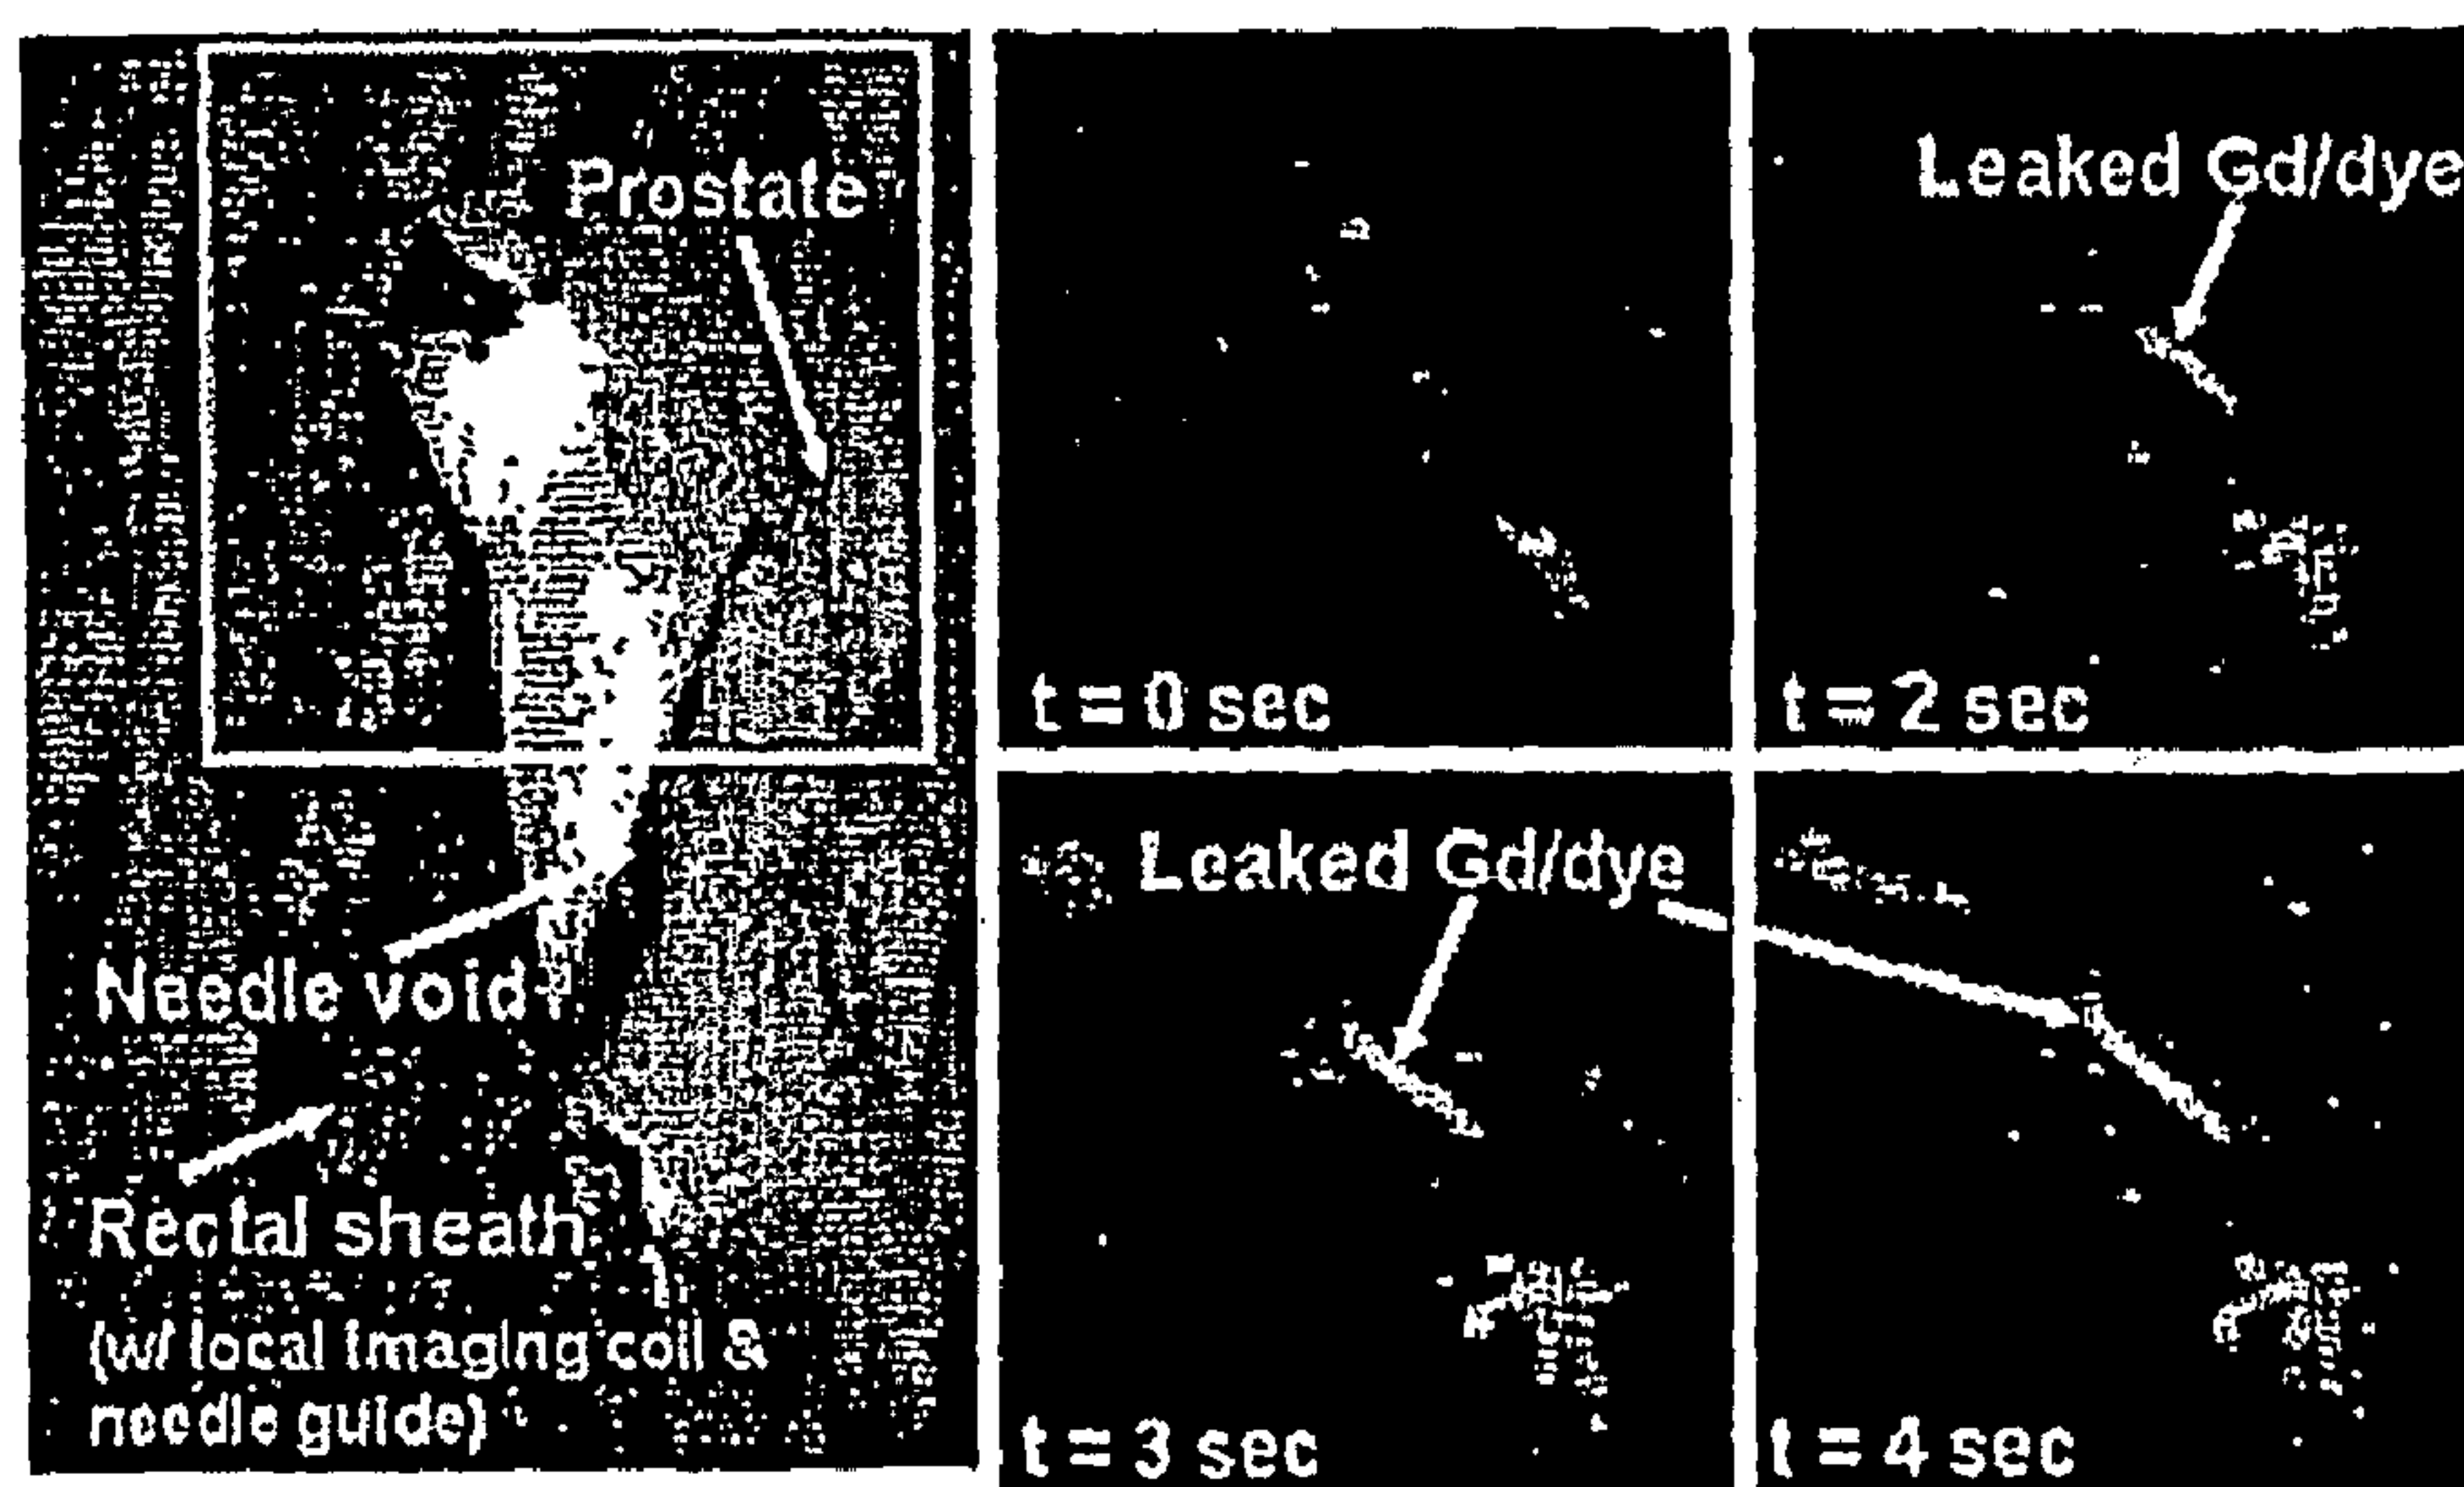 Prostate
Needle void
Rectal sheath
(w/ local imaging coil &
needle guide)
t = 0 sec
Leaked Gd/dye
t = 2 sec
Leaked Gd/dye
t = 3 sec
t = 4 sec